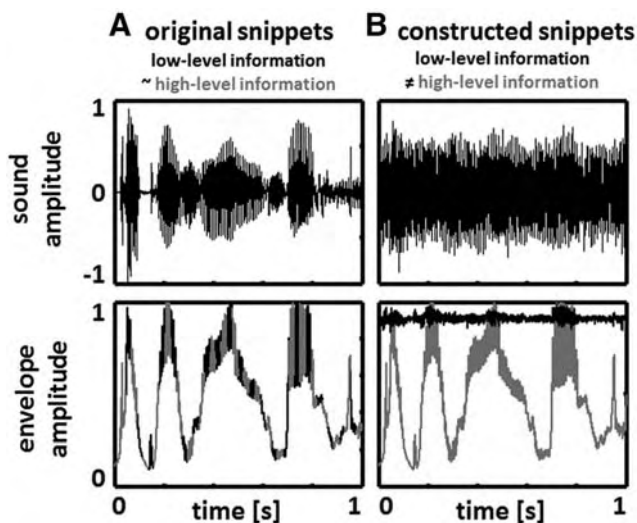 A original snippets
low-level information
~ high-level information
B constructed snippets
low-level information
≠ high-level information
sound
amplitude
1
0
-1
envelope
amplitude
1
0
0 time [s] 1
0 time [s] 1